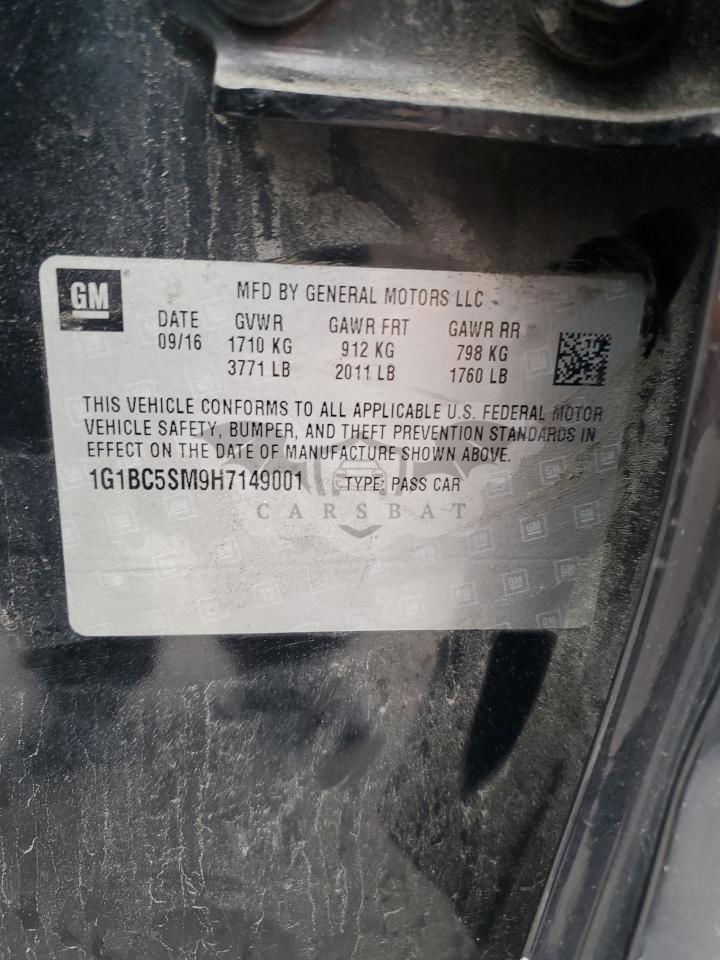 GM
MFD BY GENERAL MOTORS LLC
DATE GVWR GAWR FRT GAWR RR
09/16 1710 KG 912 KG 798 KG
3771 LB 2011 LB 1760 LB
THIS VEHICLE CONFORMS TO ALL APPLICABLE U.S. FEDERAL MOTOR
VEHICLE SAFETY, BUMPER, AND THEFT PREVENTION STANDARDS IN
EFFECT ON THE DATE OF MANUFACTURE SHOWN ABOVE.
1G1BC5SM9H7149001 TYPE: PASS CAR
CARSBAT